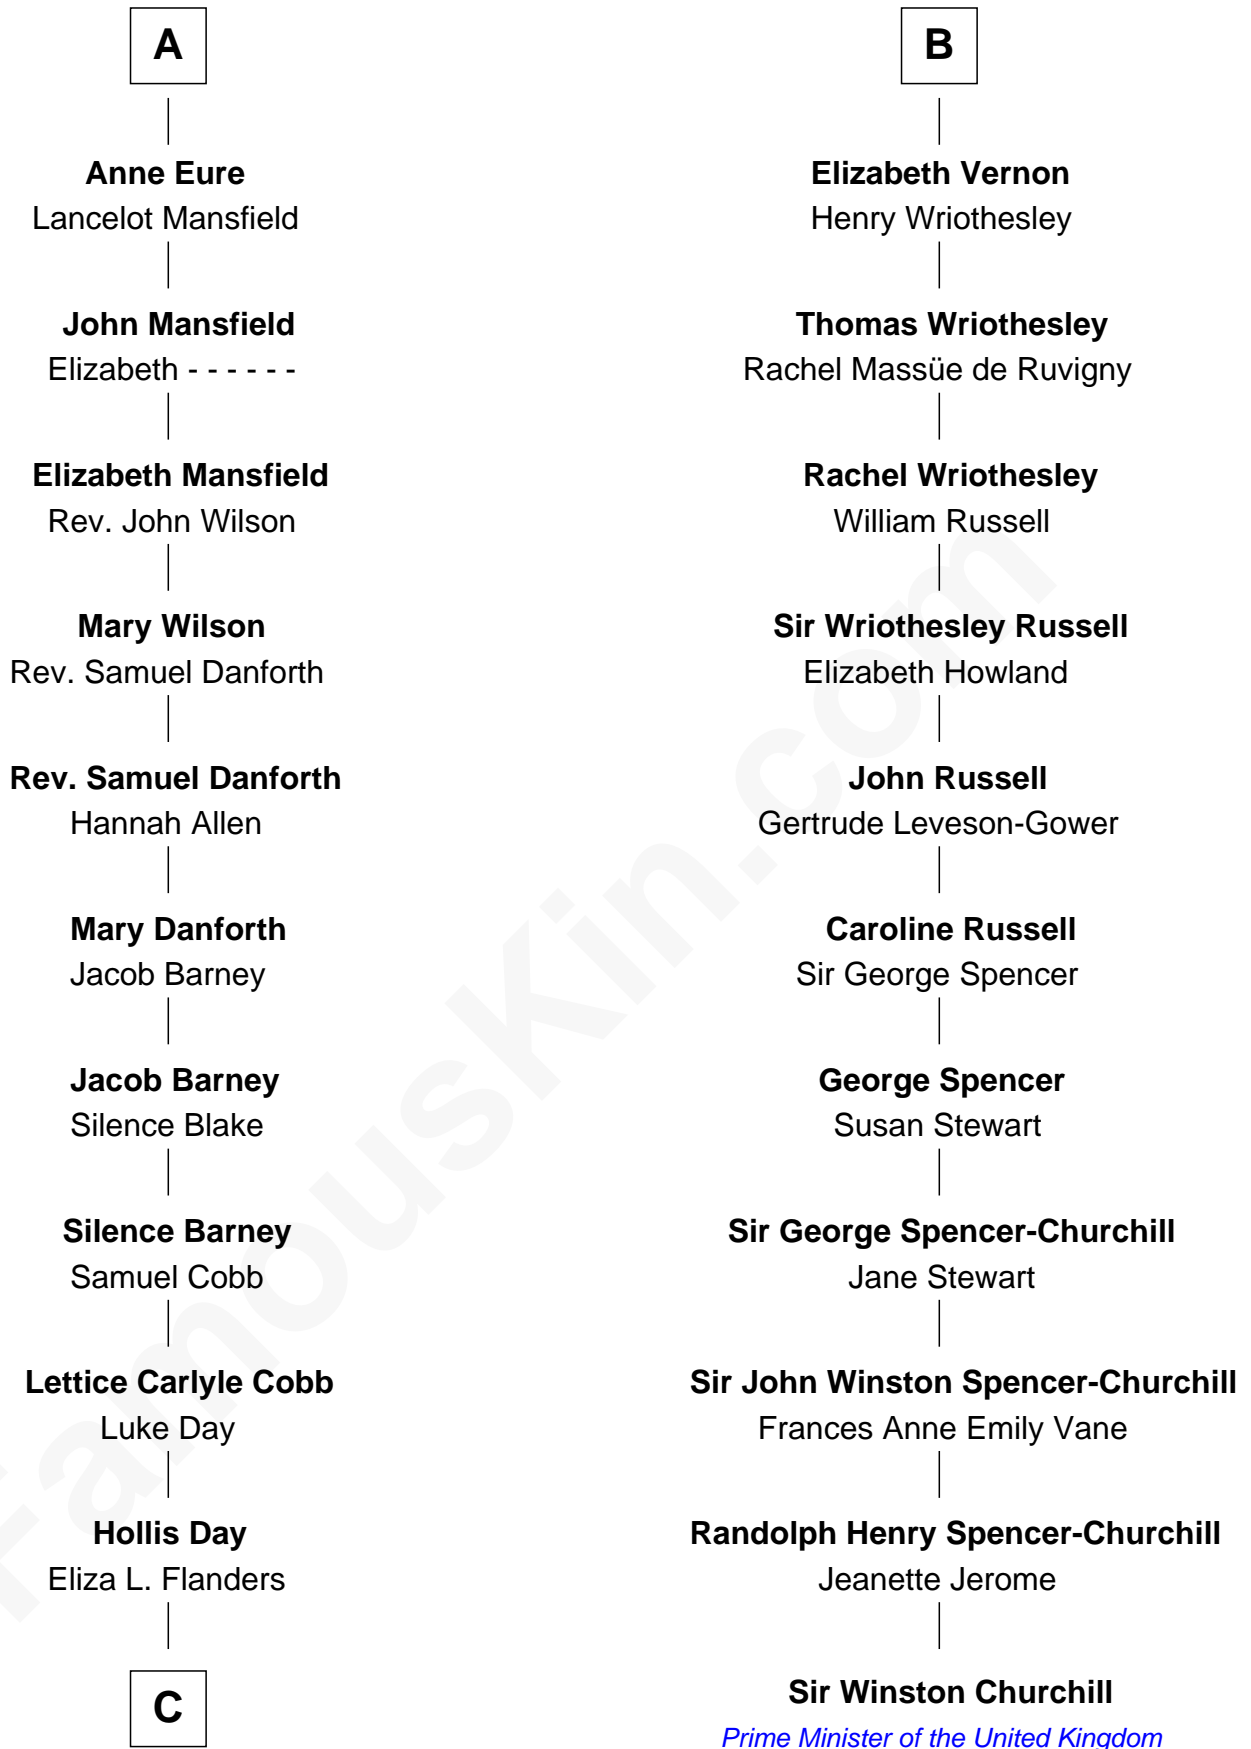 A
Anne Eure
Lancelot Mansfield
John Mansfield
Elizabeth - - - - - -
Elizabeth Mansfield
Rev. John Wilson
Mary Wilson
Rev. Samuel Danforth
Rev. Samuel Danforth
Hannah Allen
Mary Danforth
Jacob Barney
Jacob Barney
Silence Blake
Silence Barney
Samuel Cobb
Lettice Carlyle Cobb
Luke Day
Hollis Day
Eliza L. Flanders
C
B
Elizabeth Vernon
Henry Wriothesley
Thomas Wriothesley
Rachel Massüe de Ruvigny
Rachel Wriothesley
William Russell
Sir Wriothesley Russell
Elizabeth Howland
John Russell
Gertrude Leveson-Gower
Caroline Russell
Sir George Spencer
George Spencer
Susan Stewart
Sir George Spencer-Churchill
Jane Stewart
Sir John Winston Spencer-Churchill
Frances Anne Emily Vane
Randolph Henry Spencer-Churchill
Jeanette Jerome
Sir Winston Churchill
Prime Minister of the United Kingdom
FamousKin.com